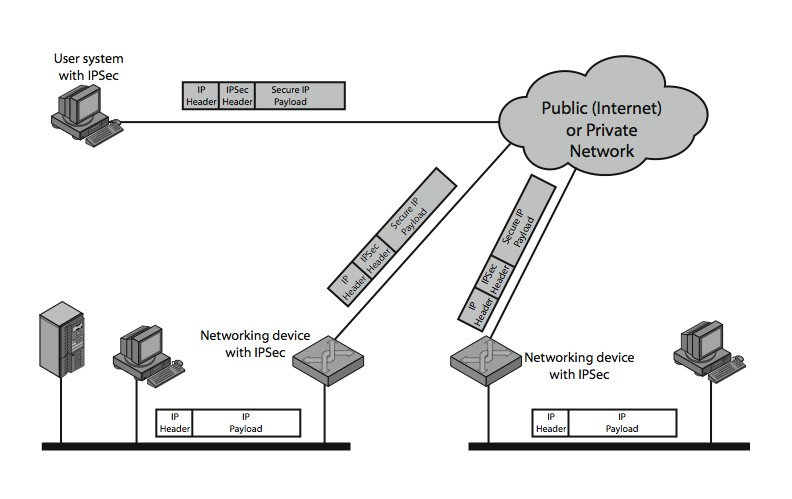 User system
with IPSec
IP
Header
IPSec
Header
Secure IP
Payload
Public (Internet)
or Private
Network
IP
Header
IPSec
Header
Secure IP
Payload
IP
Header
IPSec
Header
Secure IP
Payload
Networking device
with IPSec
Networking device
with IPSec
IP
Header
IP
Payload
IP
Header
IP
Payload